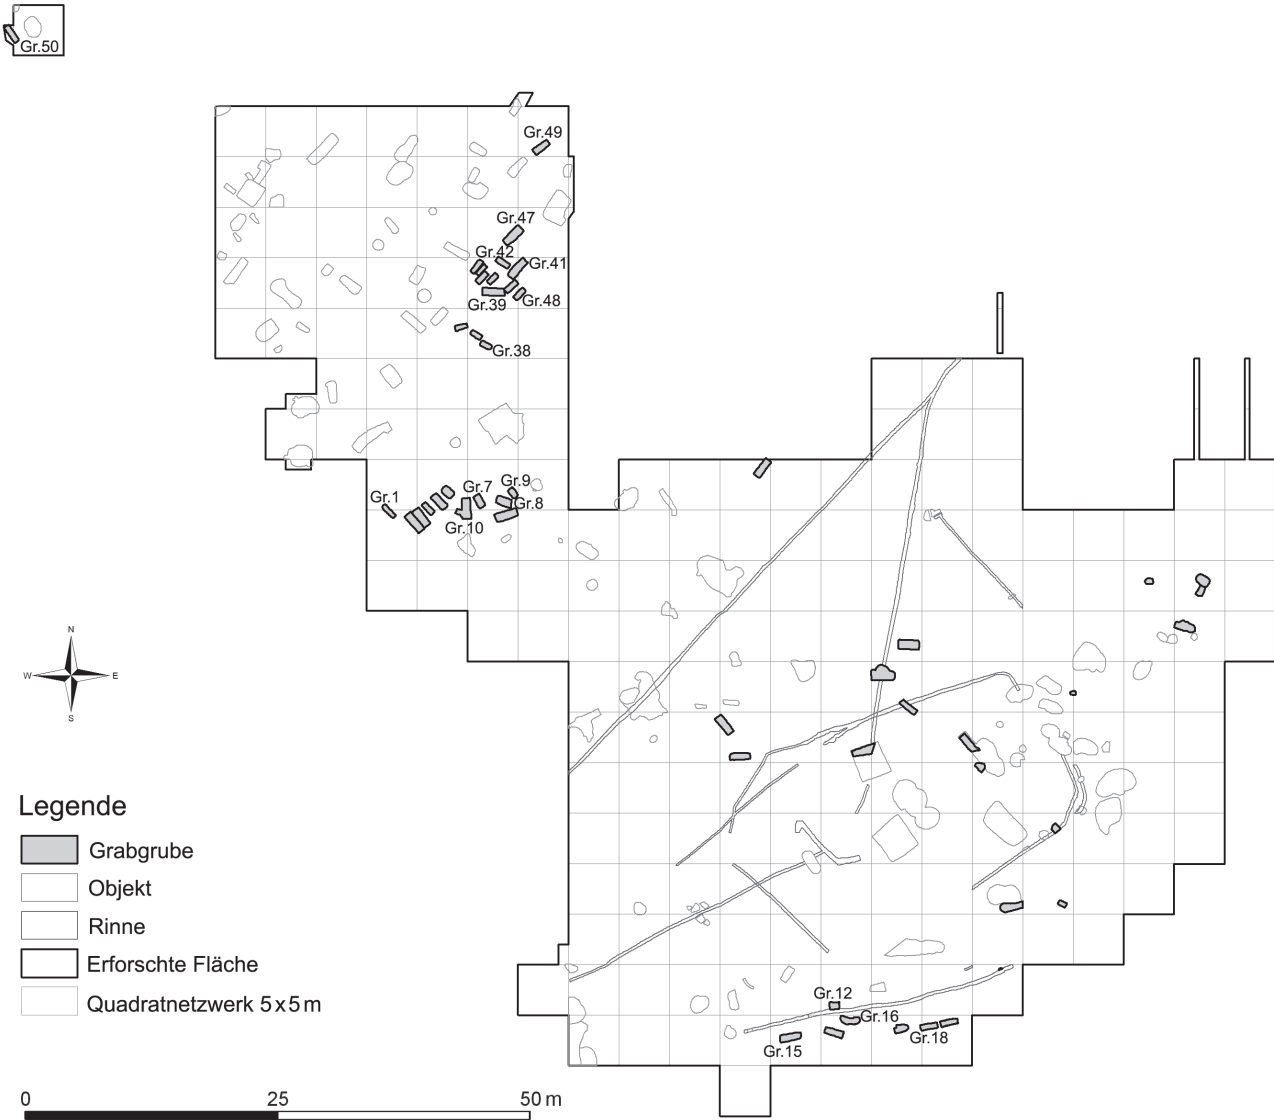 Gr.50
Gr.49
Gr.47
Gr.42
Gr.41
Gr.39
Gr.48
Gr.38
Gr.1
Gr.7
Gr.9
Gr.8
Gr.10
N
W
E
S
Legende
Grabgrube
Objekt
Rinne
Erforschte Fläche
Quadratnetzwerk 5x5m
Gr.12
Gr.16
Gr.15
Gr.18
0 25 50 m